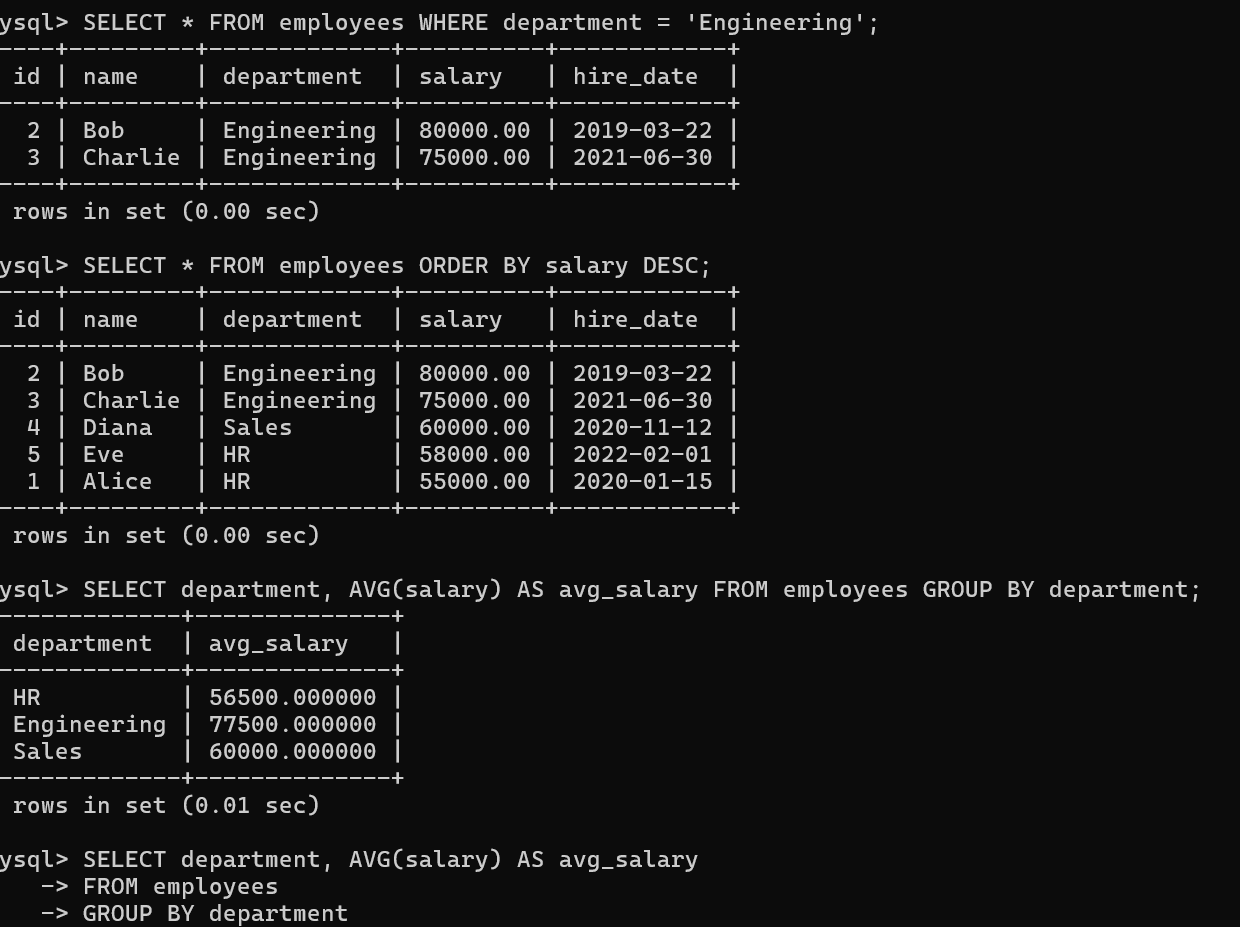 ysql> SELECT * FROM employees WHERE department = 'Engineering';
----+---------+-------------+----------+------------+
 id | name    | department  | salary   | hire_date  |
----+---------+-------------+----------+------------+
  2 | Bob     | Engineering | 80000.00 | 2019-03-22 |
  3 | Charlie | Engineering | 75000.00 | 2021-06-30 |
----+---------+-------------+----------+------------+
 rows in set (0.00 sec)

ysql> SELECT * FROM employees ORDER BY salary DESC;
----+---------+-------------+----------+------------+
 id | name    | department  | salary   | hire_date  |
----+---------+-------------+----------+------------+
  2 | Bob     | Engineering | 80000.00 | 2019-03-22 |
  3 | Charlie | Engineering | 75000.00 | 2021-06-30 |
  4 | Diana   | Sales       | 60000.00 | 2020-11-12 |
  5 | Eve     | HR          | 58000.00 | 2022-02-01 |
  1 | Alice   | HR          | 55000.00 | 2020-01-15 |
----+---------+-------------+----------+------------+
 rows in set (0.00 sec)

ysql> SELECT department, AVG(salary) AS avg_salary FROM employees GROUP BY department;
-------------+--------------+
 department  | avg_salary   |
-------------+--------------+
 HR          | 56500.000000 |
 Engineering | 77500.000000 |
 Sales       | 60000.000000 |
-------------+--------------+
 rows in set (0.01 sec)

ysql> SELECT department, AVG(salary) AS avg_salary
   -> FROM employees
   -> GROUP BY department